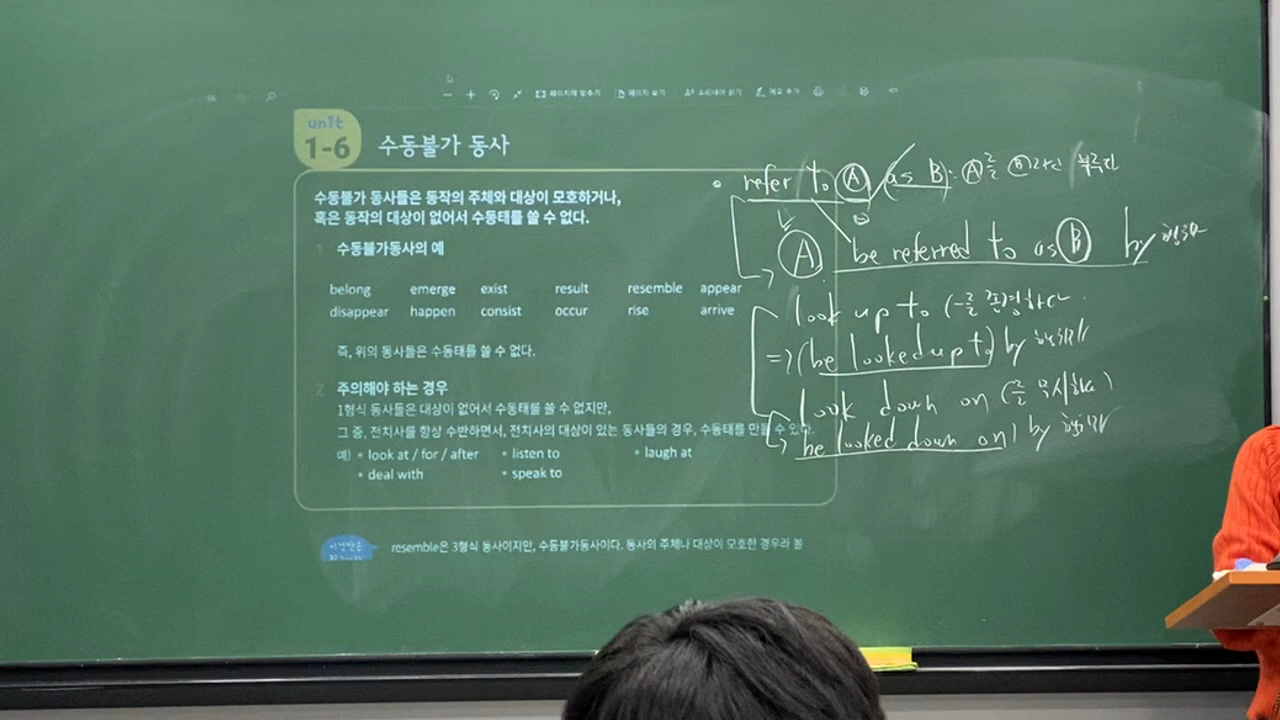 페이지에 맞추기 페이지 보기 소리내어 읽기 메모 추가
unit
1-6 수동불가 동사
수동불가 동사들은 동작의 주체와 대상이 모호하거나,
혹은 동작의 대상이 없어서 수동태를 쓸 수 없다.
1 수동불가동사의 예
belong emerge exist result resemble appear
disappear happen consist occur rise arrive
즉, 위의 동사들은 수동태를 쓸 수 없다.
2 주의해야 하는 경우
1형식 동사들은 대상이 없어서 수동태를 쓸 수 없지만,
그 중, 전치사를 항상 수반하면서, 전치사의 대상이 있는 동사들의 경우, 수동태를 만들 수 있다.
예) • look at / for / after • listen to • laugh at
• deal with • speak to
resemble은 3형식 동사이지만, 수동불가동사이다. 동사의 주체나 대상이 모호한 경우라 볼
refer to A (as B): A를 B라고
A be referred to as B by
look up to (~를 존경하다
=> (be looked up to) by 행위자
look down on (~를 무시하다)
be looked down on) by 행위자